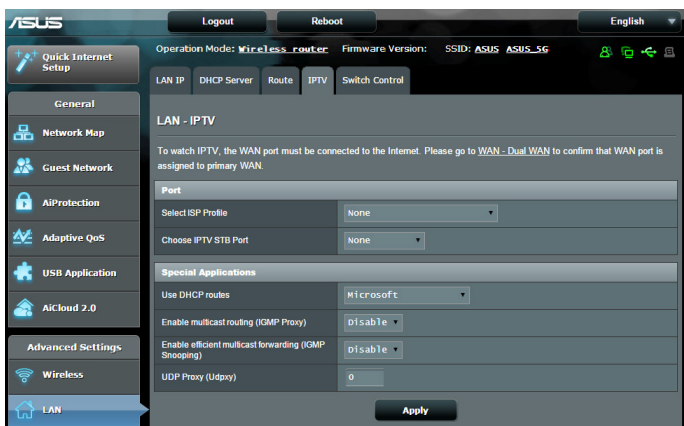 ASUS
Logout
Reboot
English
Quick Internet
Setup
General
Network Map
Guest Network
AiProtection
Adaptive QoS
USB Application
AiCloud 2.0
Advanced Settings
Wireless
LAN
Operation Mode: Wireless router Firmware Version: SSID: ASUS ASUS_5G
LAN IP DHCP Server Route IPTV Switch Control
LAN - IPTV
To watch IPTV, the WAN port must be connected to the Internet. Please go to WAN - Dual WAN to confirm that WAN port is
assigned to primary WAN.
Port
Select ISP Profile None
Choose IPTV STB Port None
Special Applications
Use DHCP routes Microsoft
Enable multicast routing (IGMP Proxy) Disable
Enable efficient multicast forwarding (IGMP
Snooping) Disable
UDP Proxy (Udpxy) 0
Apply